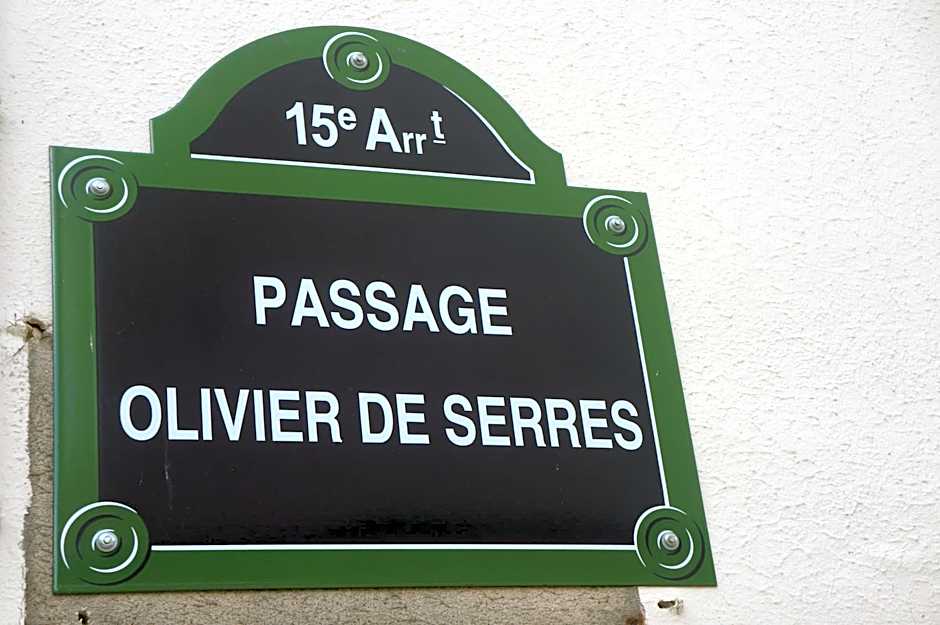 15e Arrt
PASSAGE
OLIVIER DE SERRES